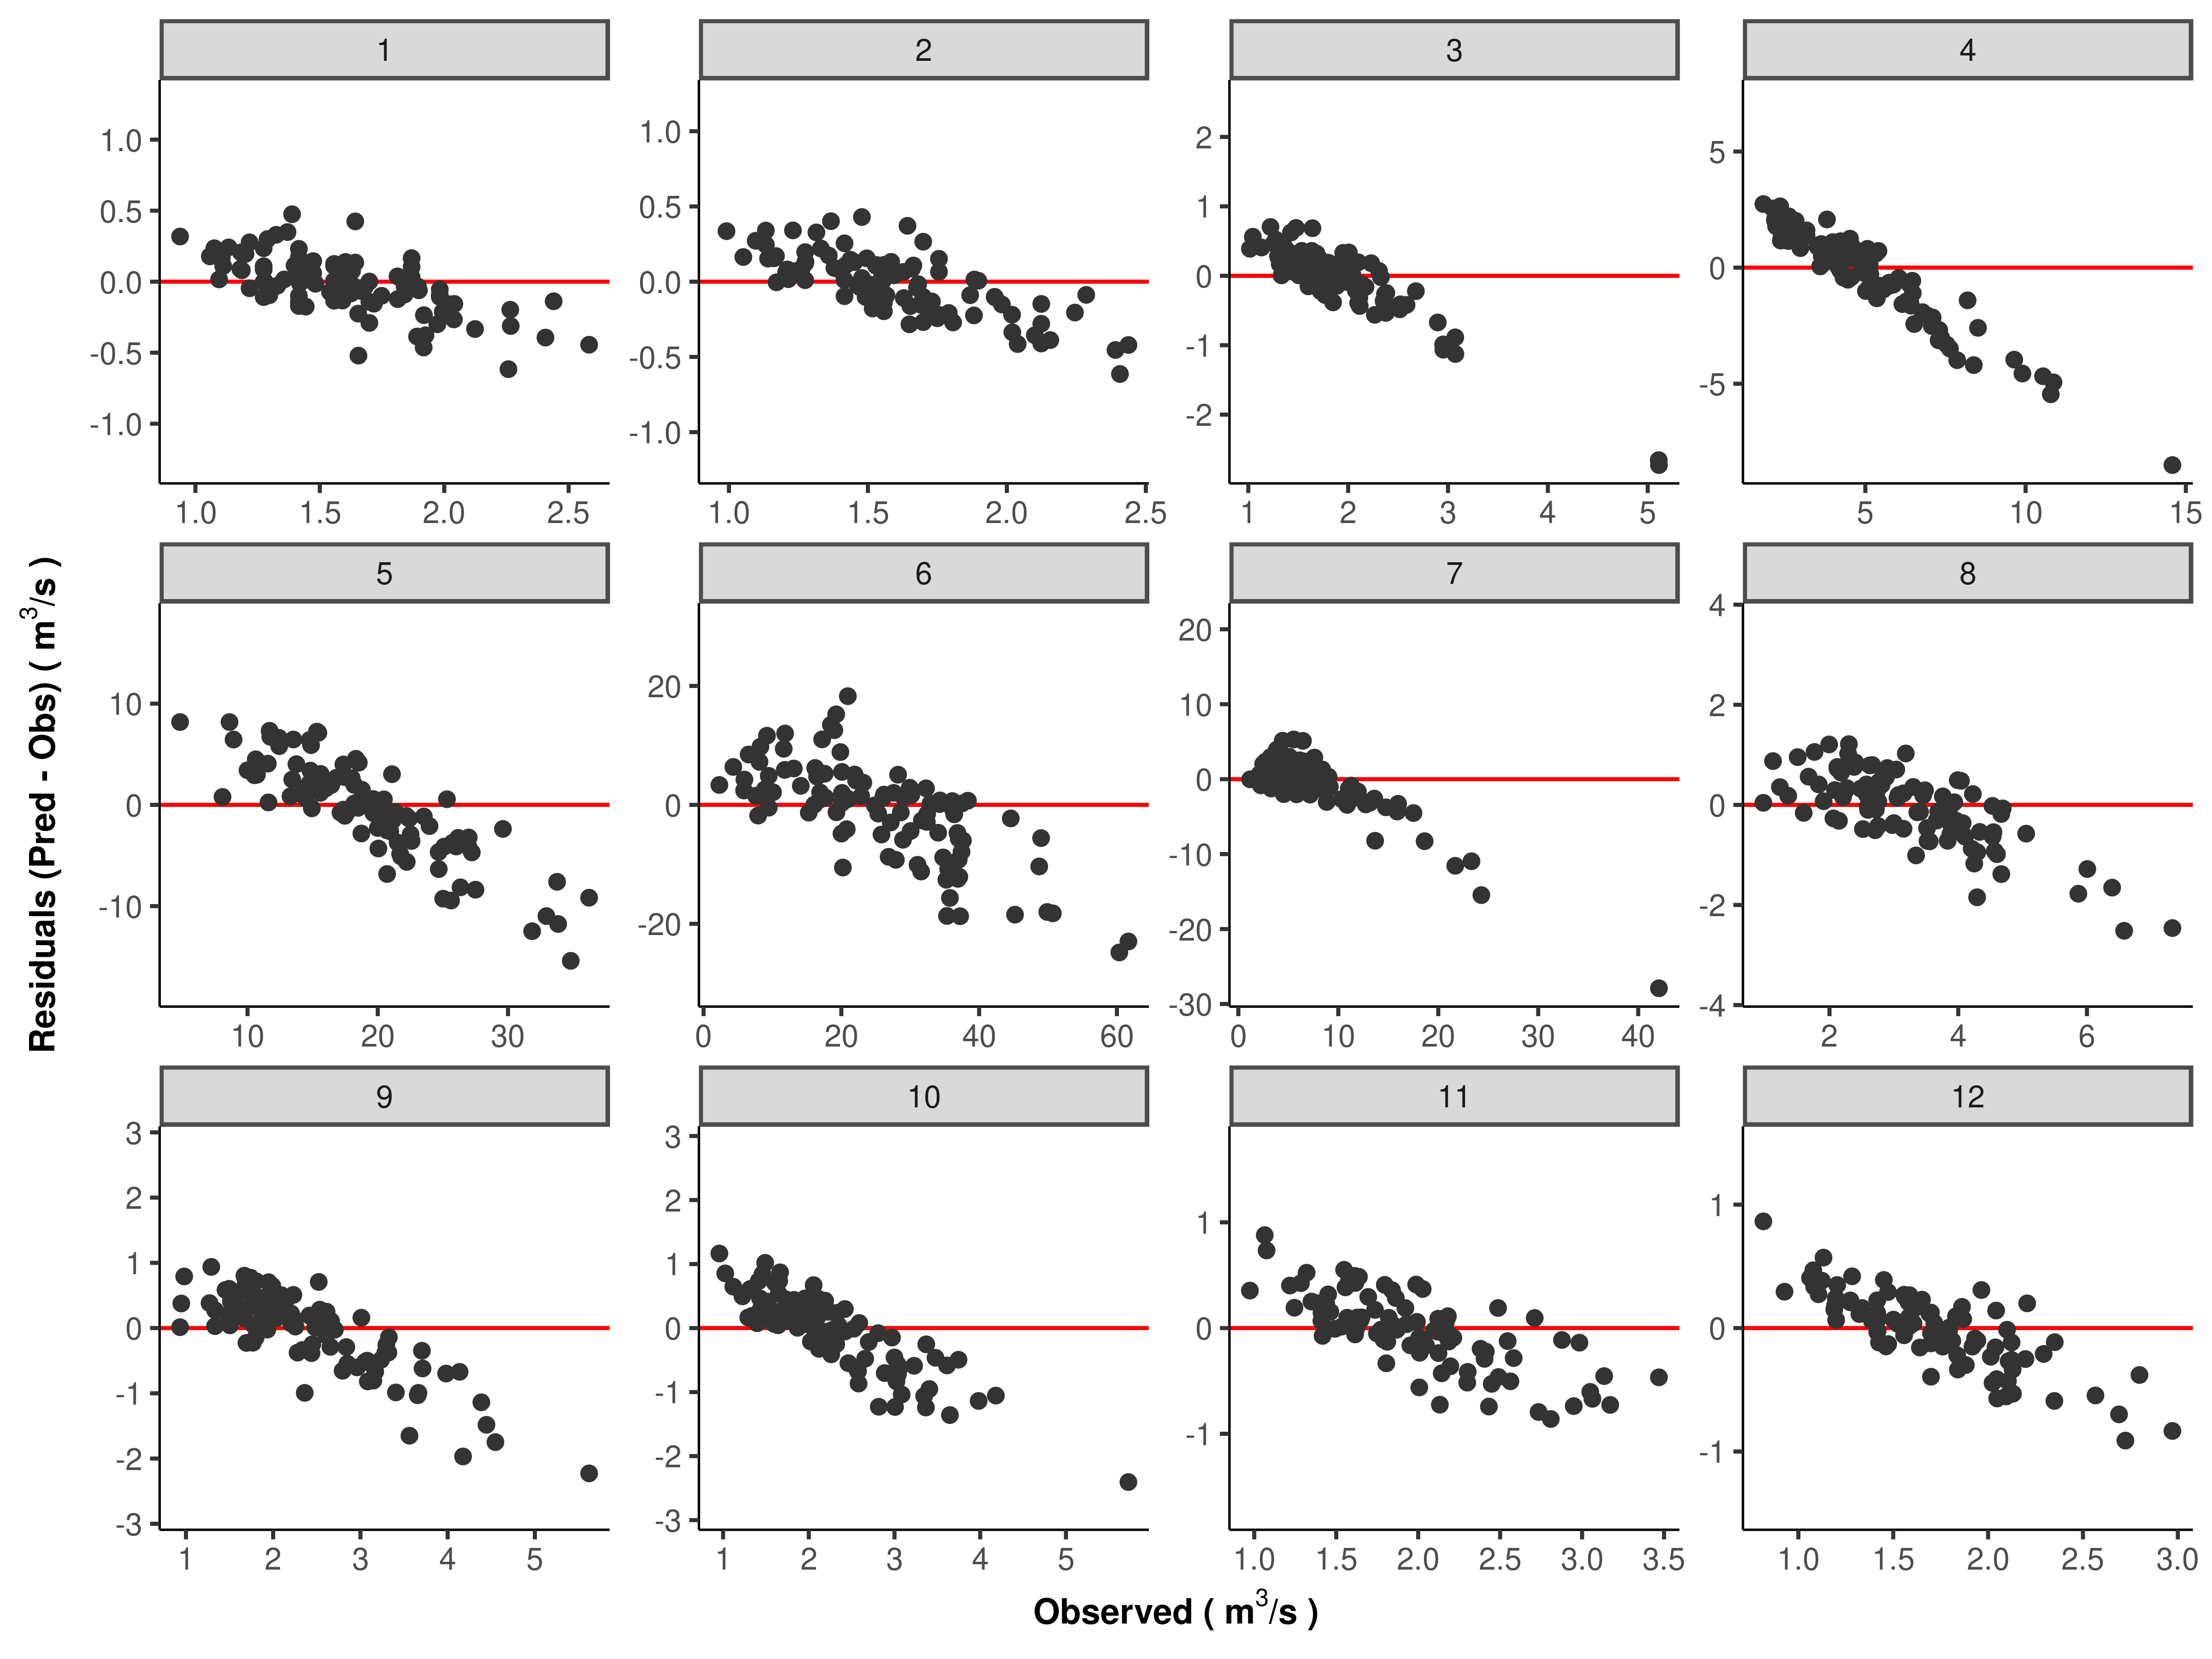 1 2 3 4
1.0 0.5 0.0 -0.5 -1.0
1.0 0.5 0.0 -0.5 -1.0
2 1 0 -1 -2
5 0 -5
1.0 1.5 2.0 2.5
1.0 1.5 2.0 2.5
1 2 3 4 5
5 10 15
5 6 7 8
10 0 -10
20 0 -20
20 10 0 -10 -20 -30
4 2 0 -2 -4
10 20 30
0 20 40 60
0 10 20 30 40
2 4 6
9 10 11 12
3 2 1 0 -1 -2 -3
3 2 1 0 -1 -2 -3
1 0 -1
1 0 -1
1 2 3 4 5
1 2 3 4 5
1.0 1.5 2.0 2.5 3.0 3.5
1.0 1.5 2.0 2.5 3.0
Residuals (Pred - Obs) ( m³/s )
Observed ( m³/s )